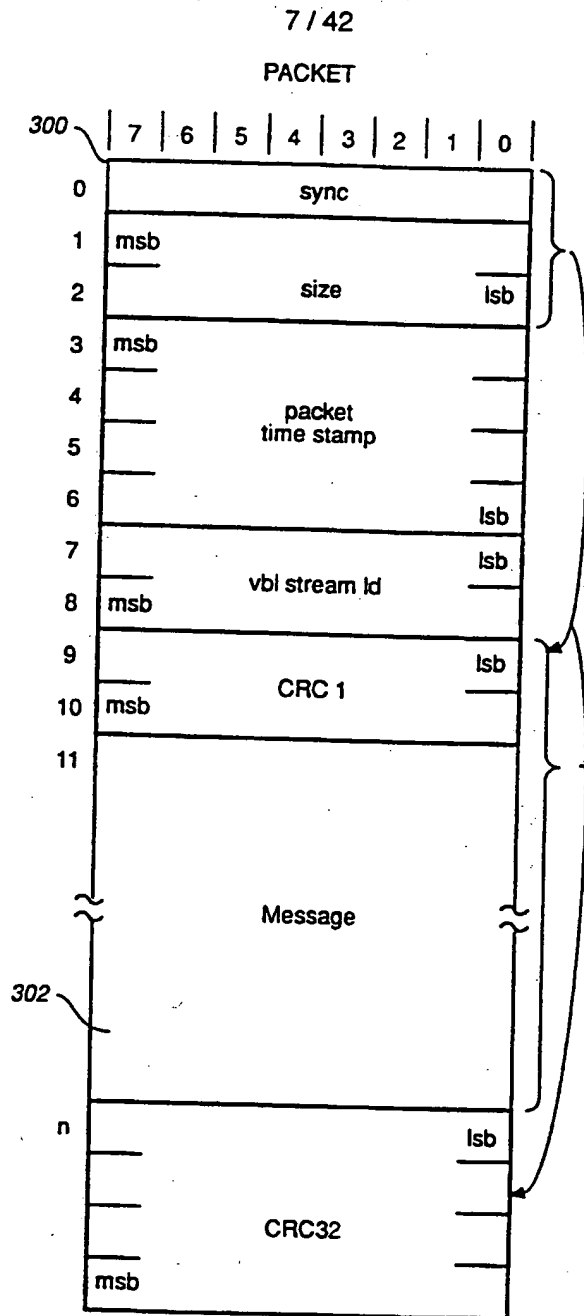 7 / 42
PACKET
300
7 6 5 4 3 2 1 0
0 sync
1 msb
2 size lsb
3 msb
4
packet
time stamp
5
6 lsb
7 lsb
vbl stream Id
8 msb
9 lsb
CRC 1
10 msb
11
Message
302
n lsb
CRC32
msb